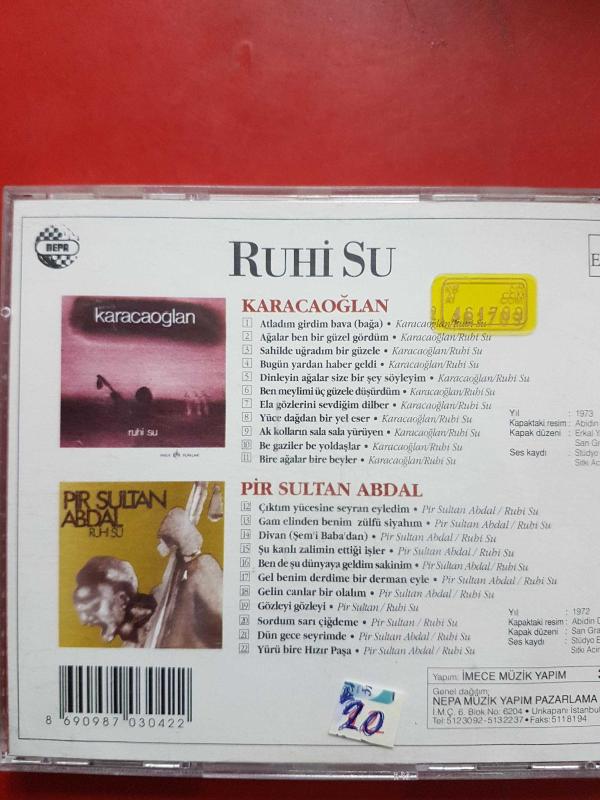 NEPA
RUHİ SU
E
karacaoglan
ruhi su
KARACAOĞLAN
461709
1 Atladım girdim bava (bağa) • Karacaoğlan/Ruhi Su
2 Ağalar ben bir güzel gördüm • Karacaoğlan/Ruhi Su
3 Sahilde uğradım bir güzele • Karacaoğlan/Ruhi Su
4 Bugün yardan haber geldi • Karacaoğlan/Ruhi Su
5 Dinleyin ağalar size bir şey söyleyim • Karacaoğlan/Ruhi Su
6 Ben meylimi üç güzele düşürdüm • Karacaoğlan/Ruhi Su
7 Ela gözlerini sevdiğim dilber • Karacaoğlan/Ruhi Su
8 Yüce dağdan bir yel eser • Karacaoğlan/Ruhi Su
9 Ak kolların sala sala yürüyen • Karacaoğlan/Ruhi Su
10 Be gaziler be yoldaşlar • Karacaoğlan/Ruhi Su
11 Bire ağalar bire beyler • Karacaoğlan/Ruhi Su
Yıl : 1973
Kapaktaki resim : Abidin
Kapak düzeni : Erkal Y
San Gra
Ses kaydı : Stüdyo
Sıtkı Acı
PİR SULTAN
ABDAL
RUHİ SU
PİR SULTAN ABDAL
12 Çıktım yücesine seyran eyledim • Pir Sultan Abdal / Ruhi Su
13 Gam elinden benim zülfü siyahım • Pir Sultan Abdal / Ruhi Su
14 Divan (Şem'i Baba'dan) • Pir Sultan Abdal / Ruhi Su
15 Şu kanlı zalimin ettiği işler • Pir Sultan Abdal / Ruhi Su
16 Ben de şu dünyaya geldim sakinim • Pir Sultan Abdal / Ruhi Su
17 Gel benim derdime bir derman eyle • Pir Sultan Abdal / Ruhi Su
18 Gelin canlar bir olalım • Pir Sultan Abdal / Ruhi Su
19 Gözleyi gözleyi • Pir Sultan / Ruhi Su
20 Sordum sarı çiğdeme • Pir Sultan / Ruhi Su
21 Dün gece seyrimde • Pir Sultan Abdal / Ruhi Su
22 Yürü bire Hızır Paşa • Pir Sultan Abdal / Ruhi Su
Yıl : 1972
Kapaktaki resim : Abidin D
Kapak düzeni : San Gra
Ses kaydı : Stüdyo E
Sıtkı Acı
8 690987 030422
20
Yapım: İMECE MÜZİK YAPIM
Genel dağıtım:
NEPA MÜZİK YAPIM PAZARLAMA
İ.M.Ç. 6. Blok No: 6204 • Unkapanı İstanbul
Tel: 5123092 - 5132237 • Faks: 5118194